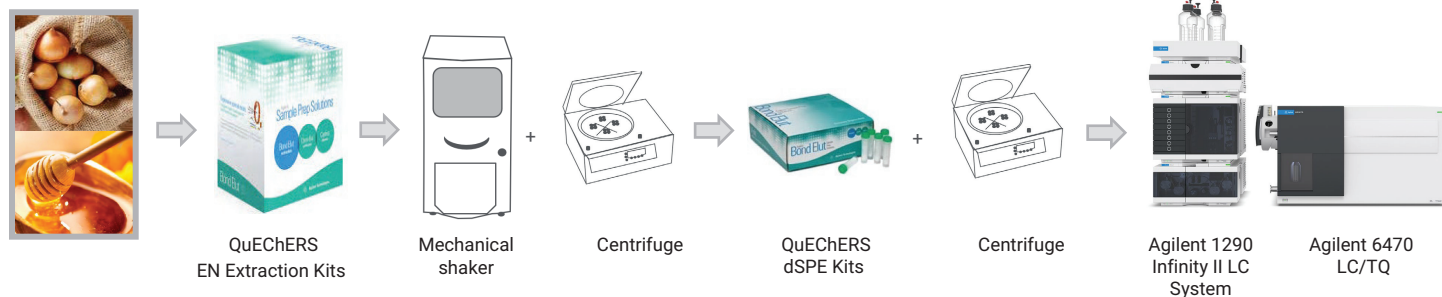 Sample Prep Solutions
Bond Elut
Bond Elut
+
+
QuEChERS
EN Extraction Kits
Mechanical
shaker
Centrifuge
QuEChERS
dSPE Kits
Centrifuge
Agilent 1290
Infinity II LC
System
Agilent 6470
LC/TQ